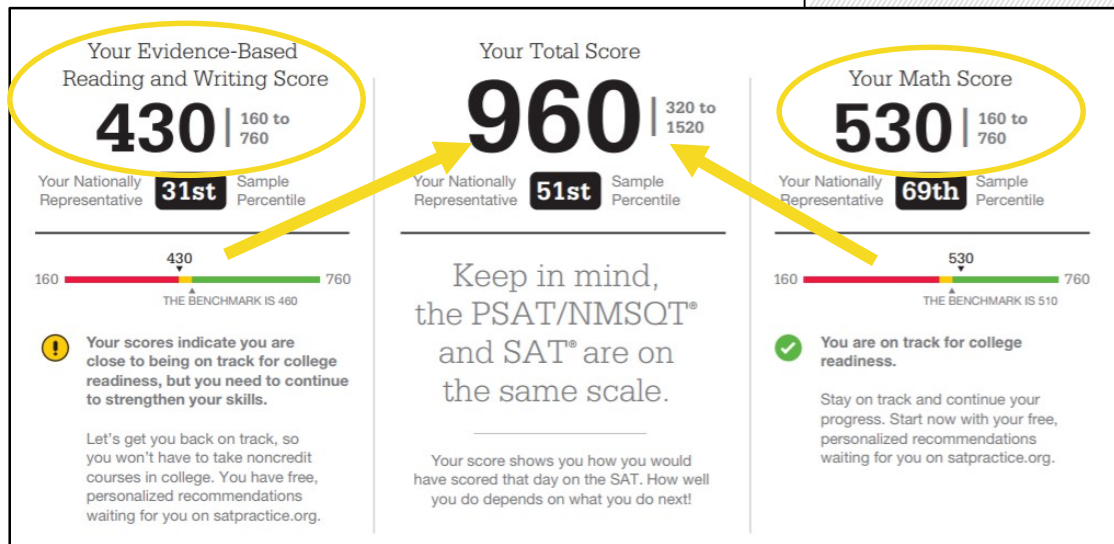 Your Evidence-Based
Reading and Writing Score
430 | 160 to
760
Your Nationally
Representative
31st
Sample
Percentile
430
160
760
THE BENCHMARK IS 460
!
Your scores indicate you are
close to being on track for college
readiness, but you need to continue
to strengthen your skills.
Let's get you back on track, so
you won't have to take noncredit
courses in college. You have free,
personalized recommendations
waiting for you on satpractice.org.
Your Total Score
960 | 320 to
1520
Your Nationally
Representative
51st
Sample
Percentile
Keep in mind,
the PSAT/NMSQT®
and SAT® are on
the same scale.
Your score shows you how you would
have scored that day on the SAT. How well
you do depends on what you do next!
Your Math Score
530 | 160 to
760
Your Nationally
Representative
69th
Sample
Percentile
530
160
760
THE BENCHMARK IS 510
You are on track for college
readiness.
Stay on track and continue your
progress. Start now with your free,
personalized recommendations
waiting for you on satpractice.org.